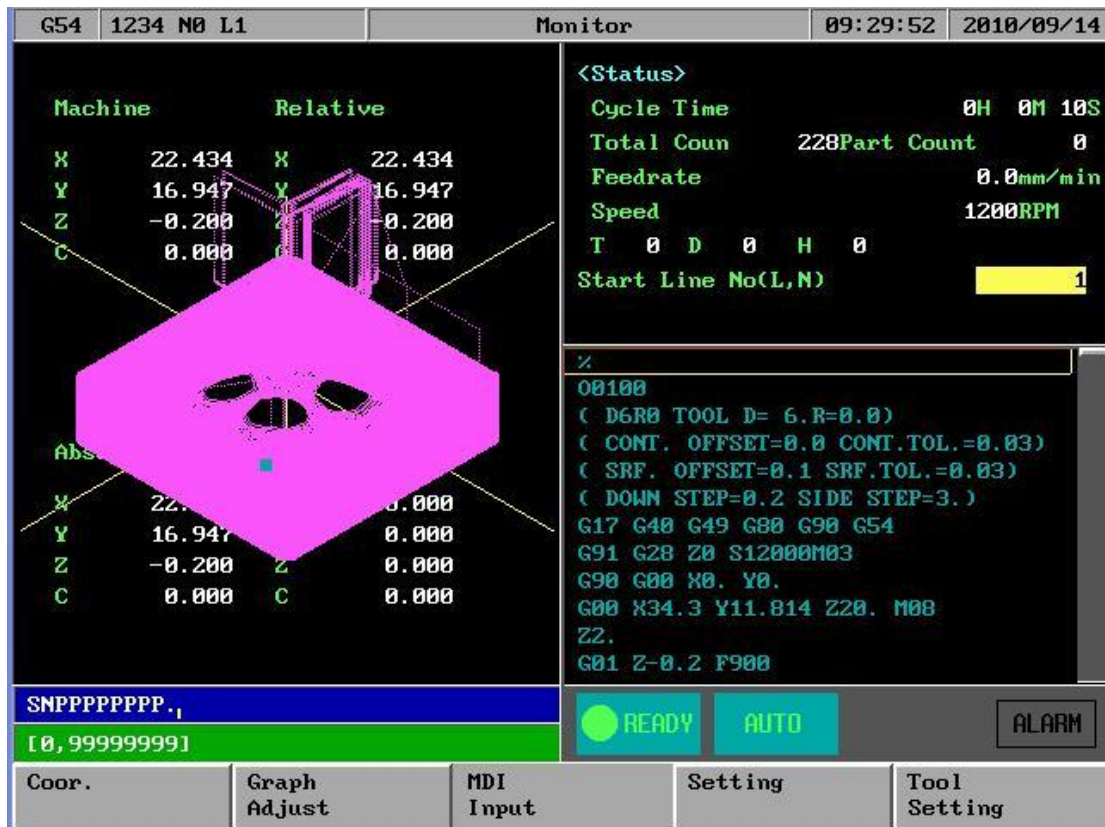 G54 1234 N0 L1 Monitor 09:29:52 2010/09/14
Machine Relative
X 22.434 X 22.434
Y 16.947 Y 16.947
Z -0.200 Z -0.200
C 0.000 0.000
X 22. 0.000
Y 16.947 0.000
Z -0.200 Z 0.000
C 0.000 C 0.000
<Status>
Cycle Time 0H 0M 10S
Total Coun 228Part Count 0
Feedrate 0.0mm/min
Speed 1200RPM
T 0 D 0 H 0
Start Line No(L,N) 1
%
O0100
( D6R0 TOOL D= 6.R=0.0)
( CONT. OFFSET=0.0 CONT.TOL.=0.03)
( SRF. OFFSET=0.1 SRF.TOL.=0.03)
( DOWN STEP=0.2 SIDE STEP=3.)
G17 G40 G49 G80 G90 G54
G91 G28 Z0 S12000M03
G90 G00 X0. Y0.
G00 X34.3 Y11.814 Z20. M08
Z2.
G01 Z-0.2 F900
SNPPPPPPPPP.
[0,99999999]
READY AUTO ALARM
Coor. Graph Adjust MDI Input Setting Tool Setting